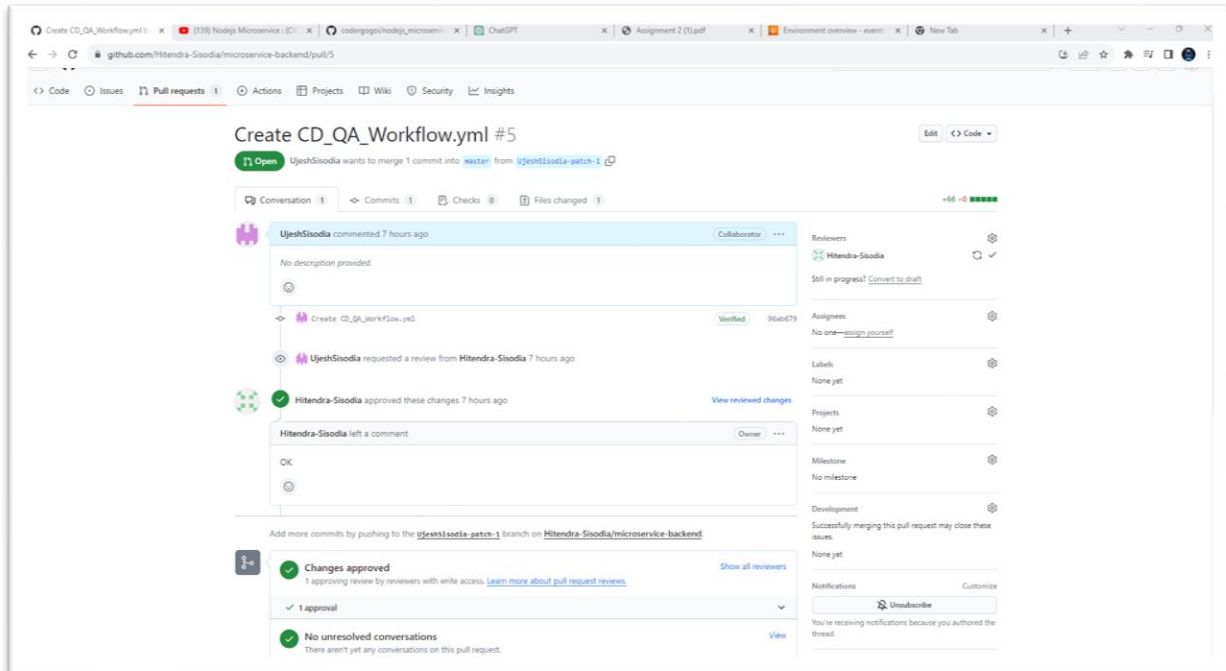 Create CD_QA_Workflow.yml b
(139) Nodejs Microservice : (CI
codergogoi/nodejs_microservic
ChatGPT
Assignment 2 (1).pdf
Environment overview - events
New Tab
github.com/Hitendra-Sisodia/microservice-backend/pull/5
Code Issues Pull requests 1 Actions Projects Wiki Security Insights
Create CD_QA_Workflow.yml #5
Edit Code
Open UjeshSisodia wants to merge 1 commit into master from UjeshSisodia-patch-1
Conversation 1 Commits 1 Checks 0 Files changed 1
+66 −0
UjeshSisodia commented 7 hours ago Collaborator
No description provided.
Create CD_QA_Workflow.yml Verified 96ab679
UjeshSisodia requested a review from Hitendra-Sisodia 7 hours ago
Hitendra-Sisodia approved these changes 7 hours ago View reviewed changes
Hitendra-Sisodia left a comment Owner
OK
Add more commits by pushing to the UjeshSisodia-patch-1 branch on Hitendra-Sisodia/microservice-backend.
Changes approved Show all reviewers
1 approving review by reviewers with write access. Learn more about pull request reviews.
1 approval
No unresolved conversations View
There aren't yet any conversations on this pull request.
Reviewers
Hitendra-Sisodia
Still in progress? Convert to draft
Assignees
No one—assign yourself
Labels
None yet
Projects
None yet
Milestone
No milestone
Development
Successfully merging this pull request may close these
issues.
None yet
Notifications Customize
Unsubscribe
You're receiving notifications because you authored the
thread.